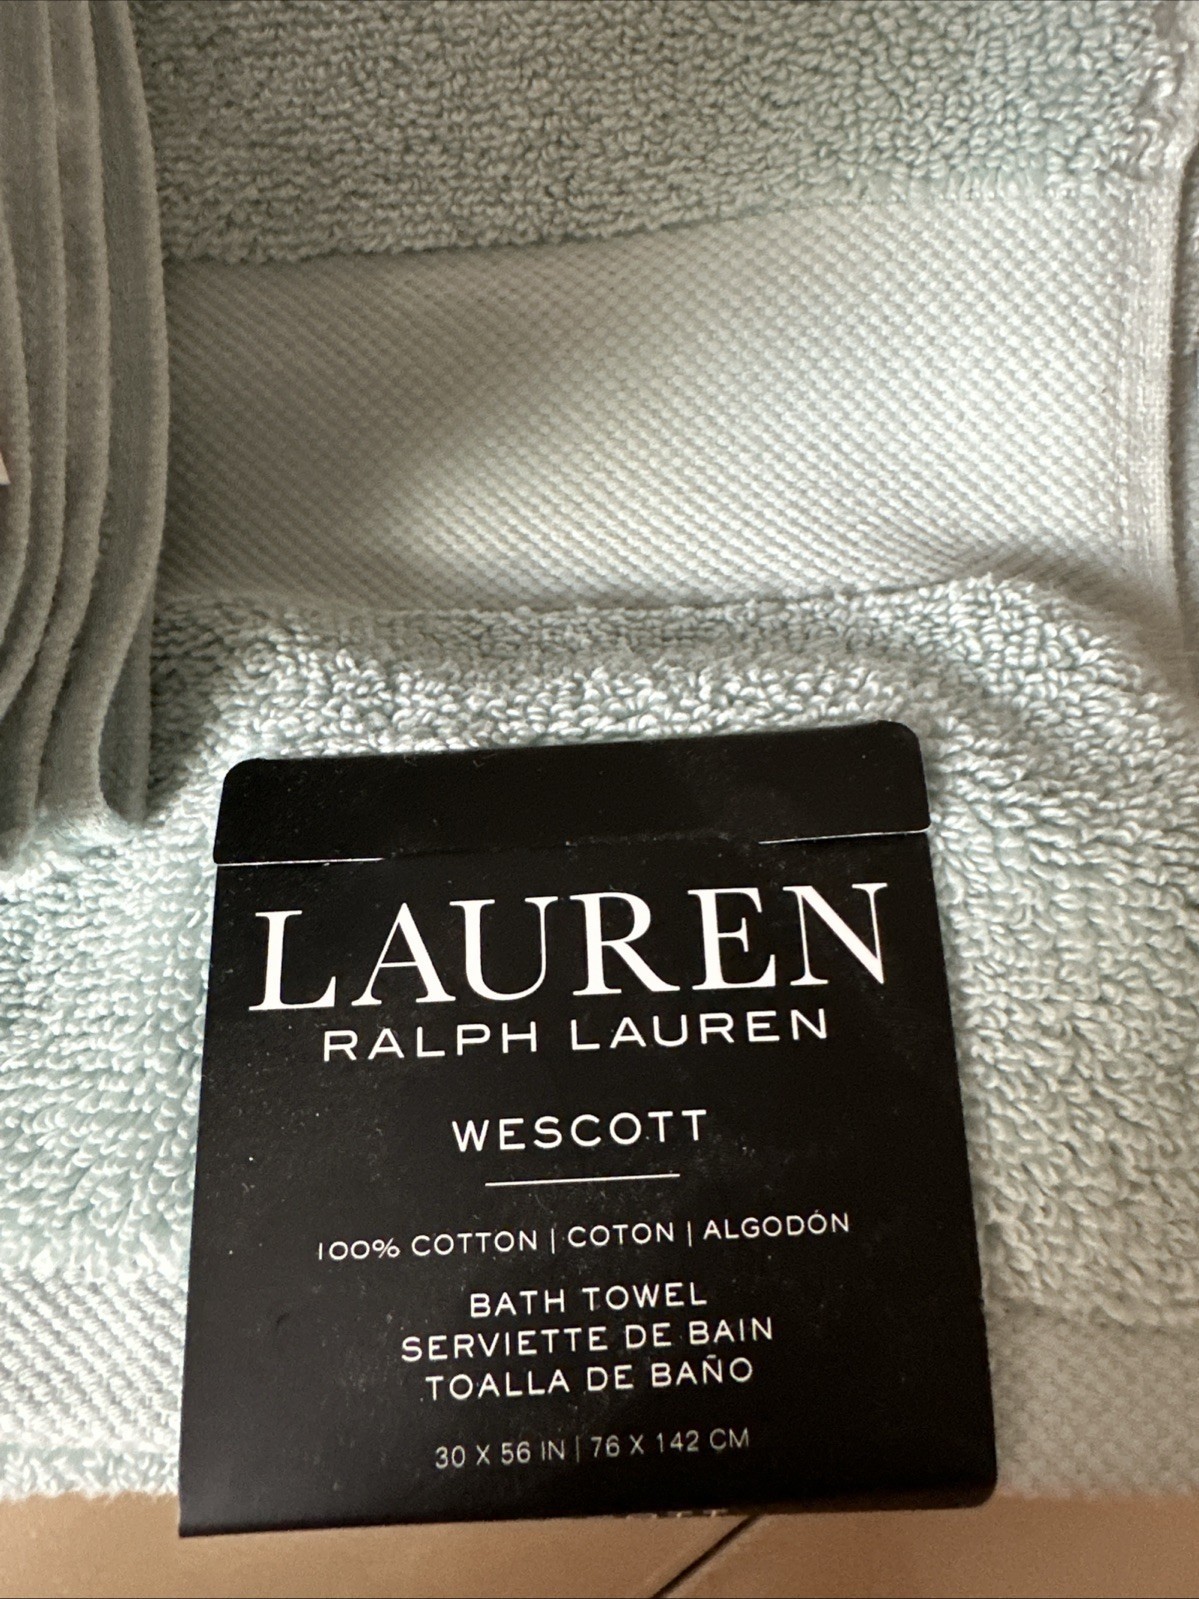 LAUREN
RALPH LAUREN
WESCOTT
100% COTTON | COTON | ALGODÓN
BATH TOWEL
SERVIETTE DE BAIN
TOALLA DE BAÑO
30 X 56 IN | 76 X 142 CM